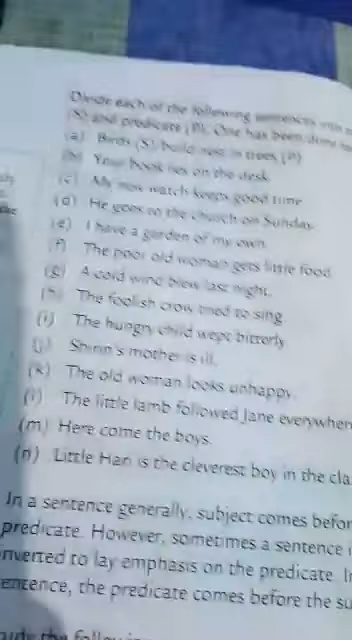 Divide each of the following sentences into
(S) and predicate (P). One has been done
(a) Birds (S) build nest in trees (P)
(b) Your book lies on the desk
(c) My new watch keeps good time
(d) He goes to the church on Sunday
(e) I have a garden of my own.
(f) The poor old woman gets little food
(g) A cold wind blew last night.
(h) The foolish crow tried to sing
(i) The hungry child wept bitterly
(j) Shirin's mother is ill.
(k) The old woman looks unhappy.
(l) The little lamb followed Jane everywher
(m) Here come the boys.
(n) Little Hari is the cleverest boy in the cla
In a sentence generally, subject comes befor
predicate. However, sometimes a sentence i
nverted to lay emphasis on the predicate. I
entence, the predicate comes before the su
the follow